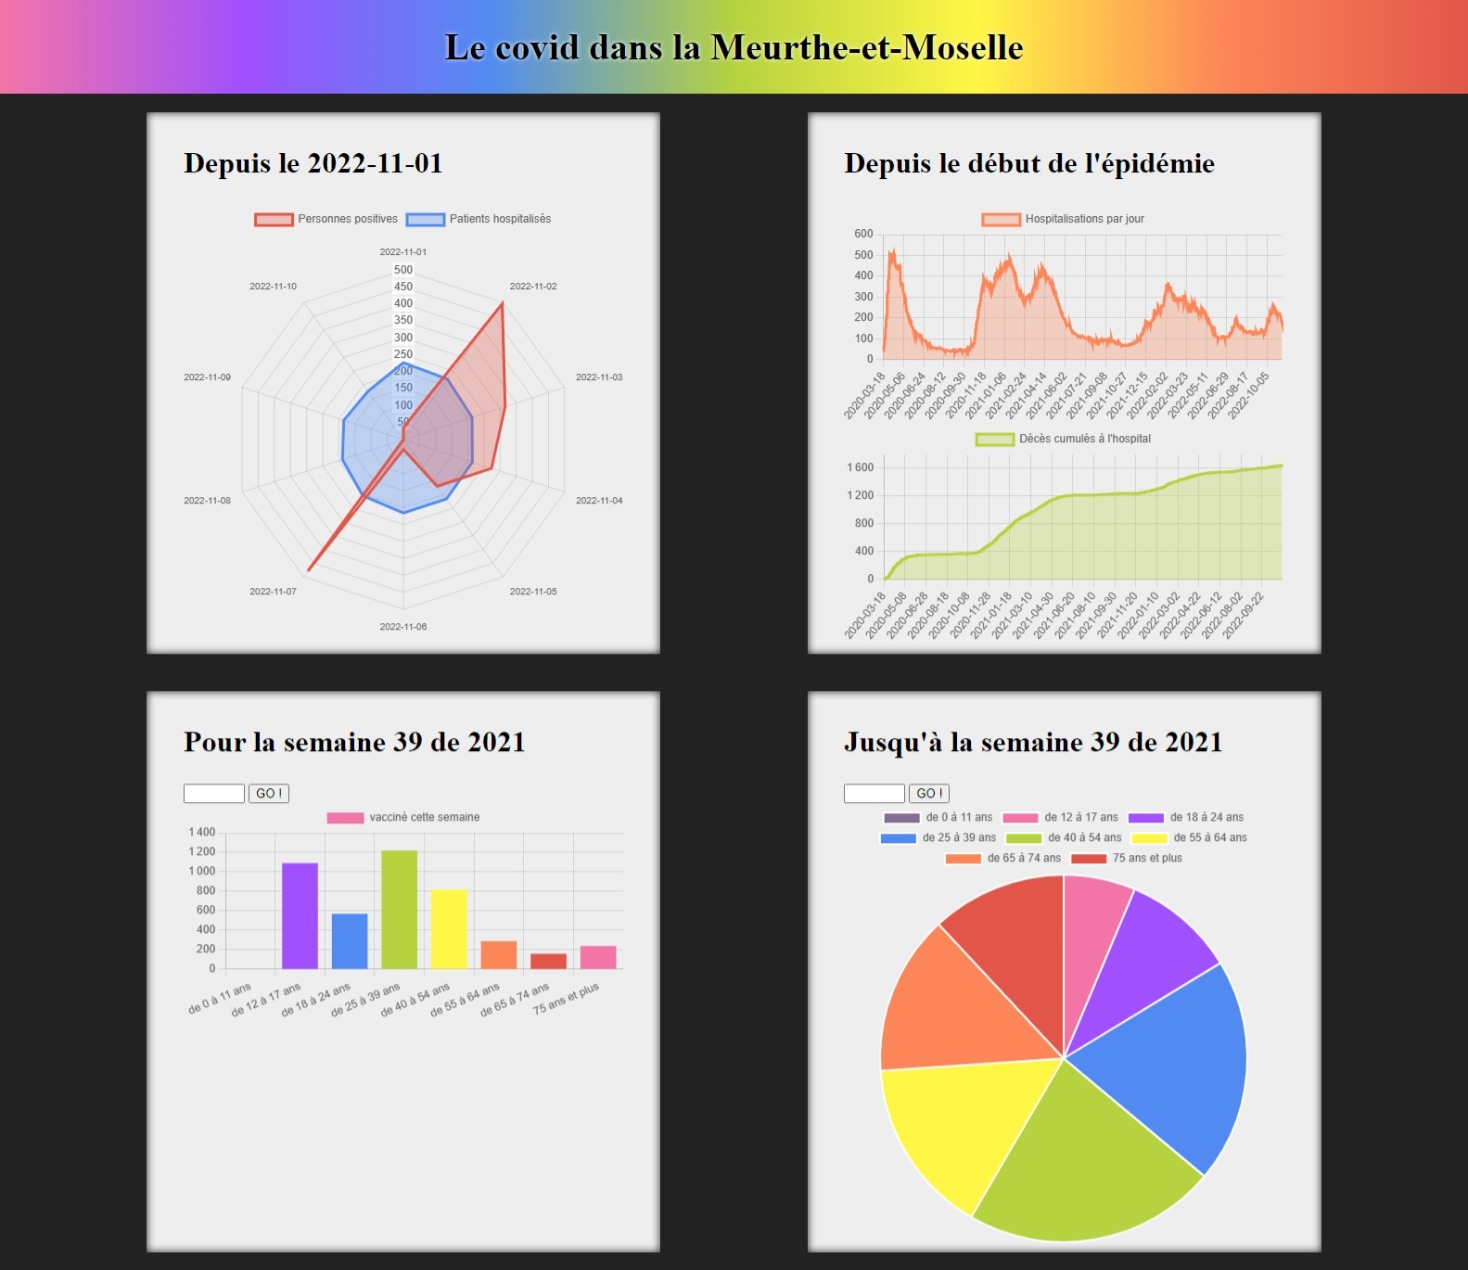 Le covid dans la Meurthe-et-Moselle
Depuis le 2022-11-01
Personnes positives Patients hospitalisés
2022-11-01
2022-11-10 2022-11-02
500
450
400
350
300
250
200
150
100
50
2022-11-09 2022-11-03
2022-11-08 2022-11-04
2022-11-07 2022-11-05
2022-11-06
Depuis le début de l'épidémie
Hospitalisations par jour
600
500
400
300
200
100
0
2020-03-18 2020-05-06 2020-06-24 2020-08-12 2020-09-30 2020-11-18 2021-01-06 2021-02-24 2021-04-14 2021-06-02 2021-07-21 2021-09-08 2021-10-27 2021-12-15 2022-02-02 2022-03-23 2022-05-11 2022-06-29 2022-08-17 2022-10-05
Décès cumulés à l'hospital
1 600
1 200
800
400
0
2020-03-18 2020-05-08 2020-06-28 2020-08-18 2020-10-08 2020-11-28 2021-01-18 2021-03-10 2021-04-30 2021-06-20 2021-08-10 2021-09-30 2021-11-20 2022-01-10 2022-03-02 2022-04-22 2022-06-12 2022-08-02 2022-09-22
Pour la semaine 39 de 2021
GO !
vacciné cette semaine
1 400
1 200
1 000
800
600
400
200
0
de 0 à 11 ans de 12 à 17 ans de 18 à 24 ans de 25 à 39 ans de 40 à 54 ans de 55 à 64 ans de 65 à 74 ans 75 ans et plus
Jusqu'à la semaine 39 de 2021
GO !
de 0 à 11 ans de 12 à 17 ans de 18 à 24 ans
de 25 à 39 ans de 40 à 54 ans de 55 à 64 ans
de 65 à 74 ans 75 ans et plus